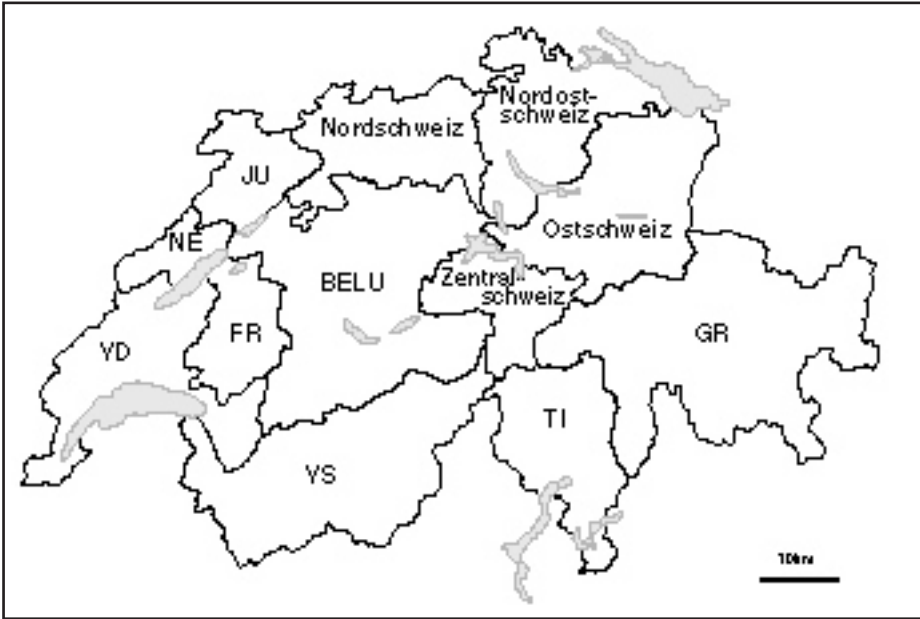 Nordost-
schweiz
Nordschweiz
JU
NE
Ostschweiz
BELU
Zentral-
schweiz
FR
VD
GR
TI
VS
10km